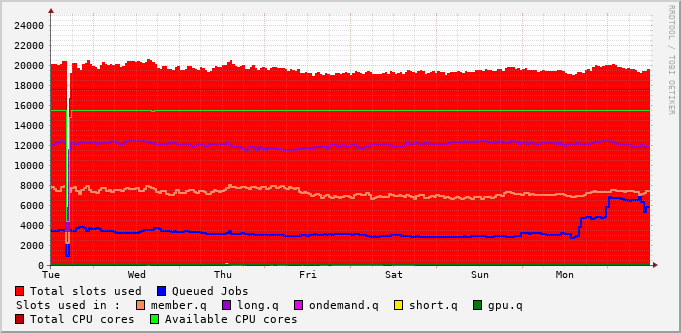 24000
22000
20000
18000
16000
14000
12000
10000
8000
6000
4000
2000
0
Tue Wed Thu Fri Sat Sun Mon
Total slots used Queued Jobs
Slots used in : member.q long.q ondemand.q short.q gpu.q
Total CPU cores Available CPU cores
RRDTOOL / TOBI OETIKER